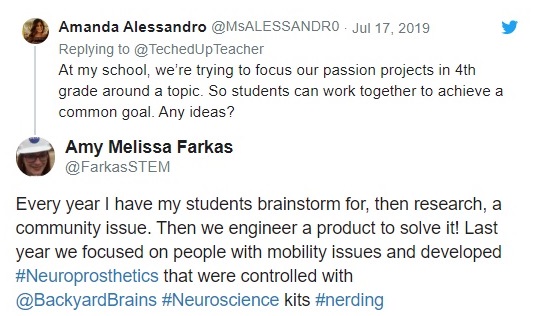 Amanda Alessandro @MsALESSANDR0 · Jul 17, 2019
Replying to @TechedUpTeacher
At my school, we're trying to focus our passion projects in 4th
grade around a topic. So students can work together to achieve a
common goal. Any ideas?
Amy Melissa Farkas
@FarkasSTEM
Every year I have my students brainstorm for, then research, a
community issue. Then we engineer a product to solve it! Last
year we focused on people with mobility issues and developed
#Neuroprosthetics that were controlled with
@BackyardBrains #Neuroscience kits #nerding